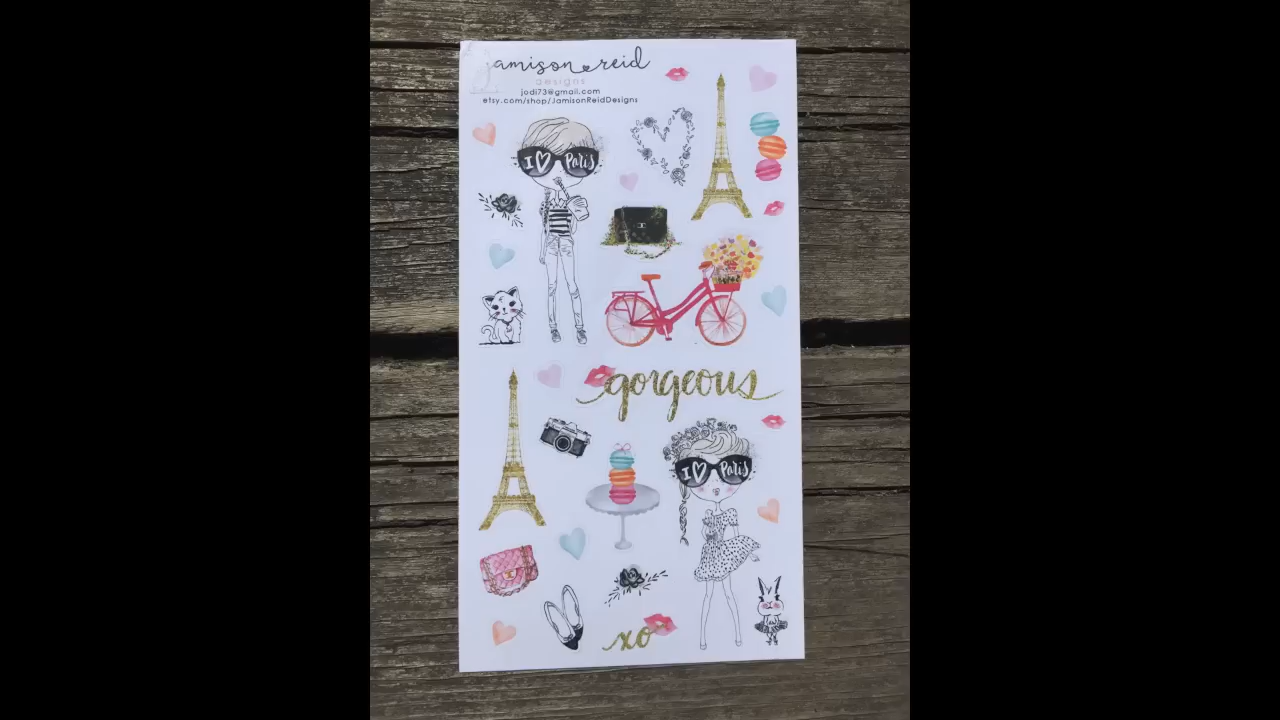 jamison reid
designs
jodi73@gmail.com
etsy.com/shop/JamisonReidDesigns
I ♡ Paris
gorgeous
I ♡ Paris
xo